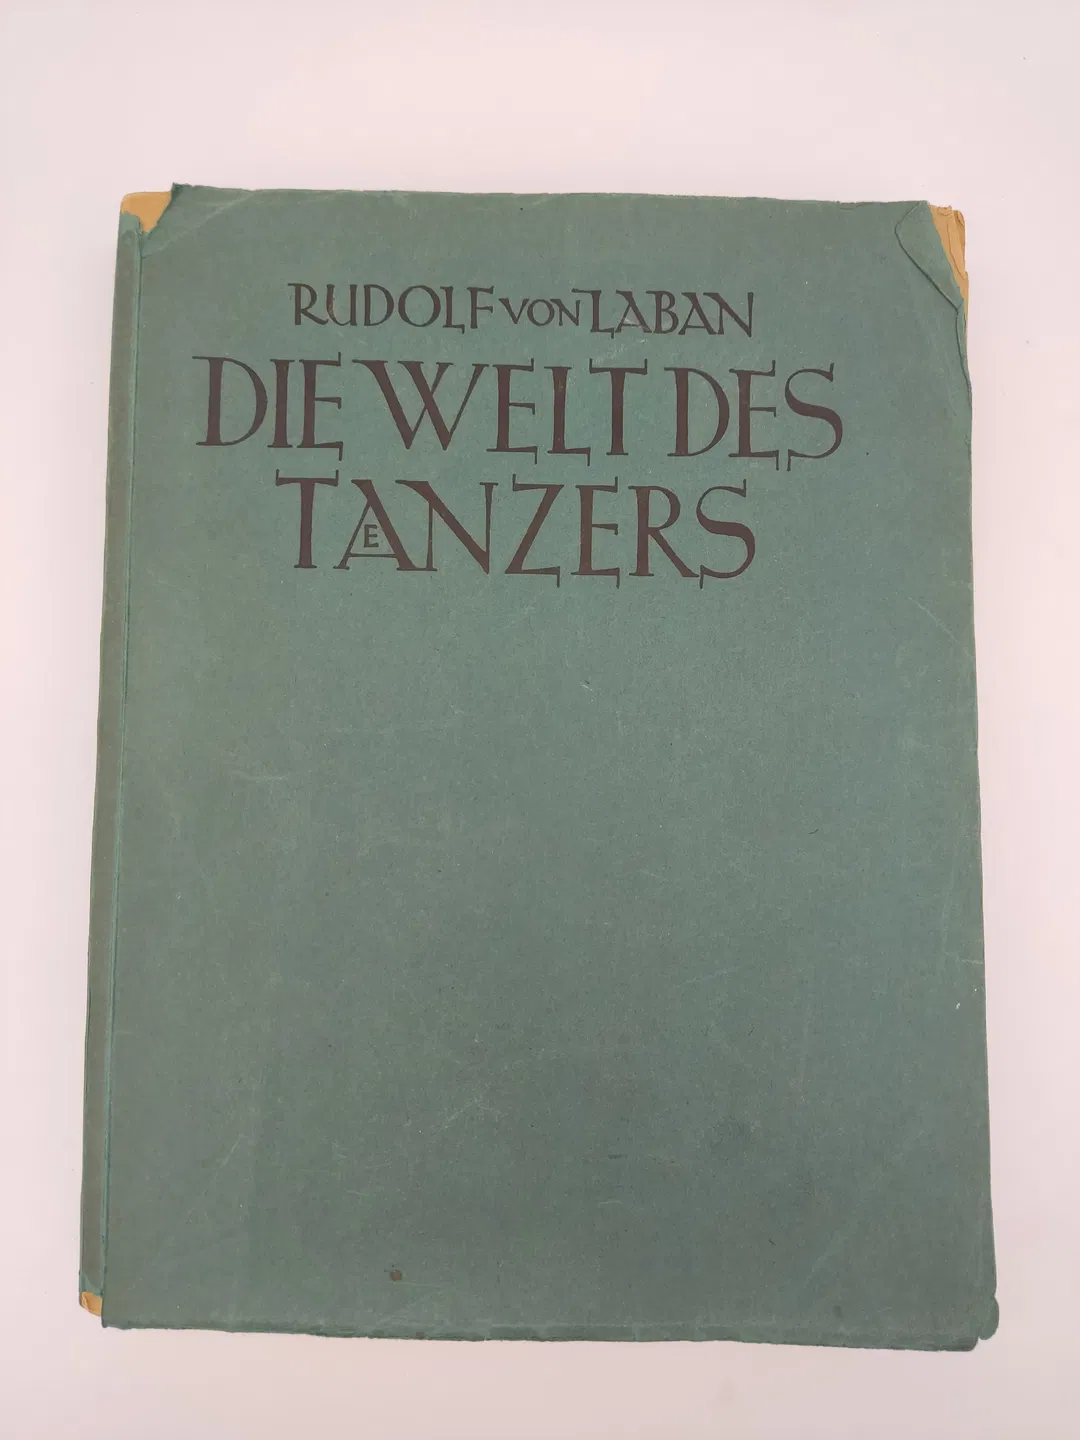 RUDOLF VON LABAN
DIE WELT DES
TAENZERS